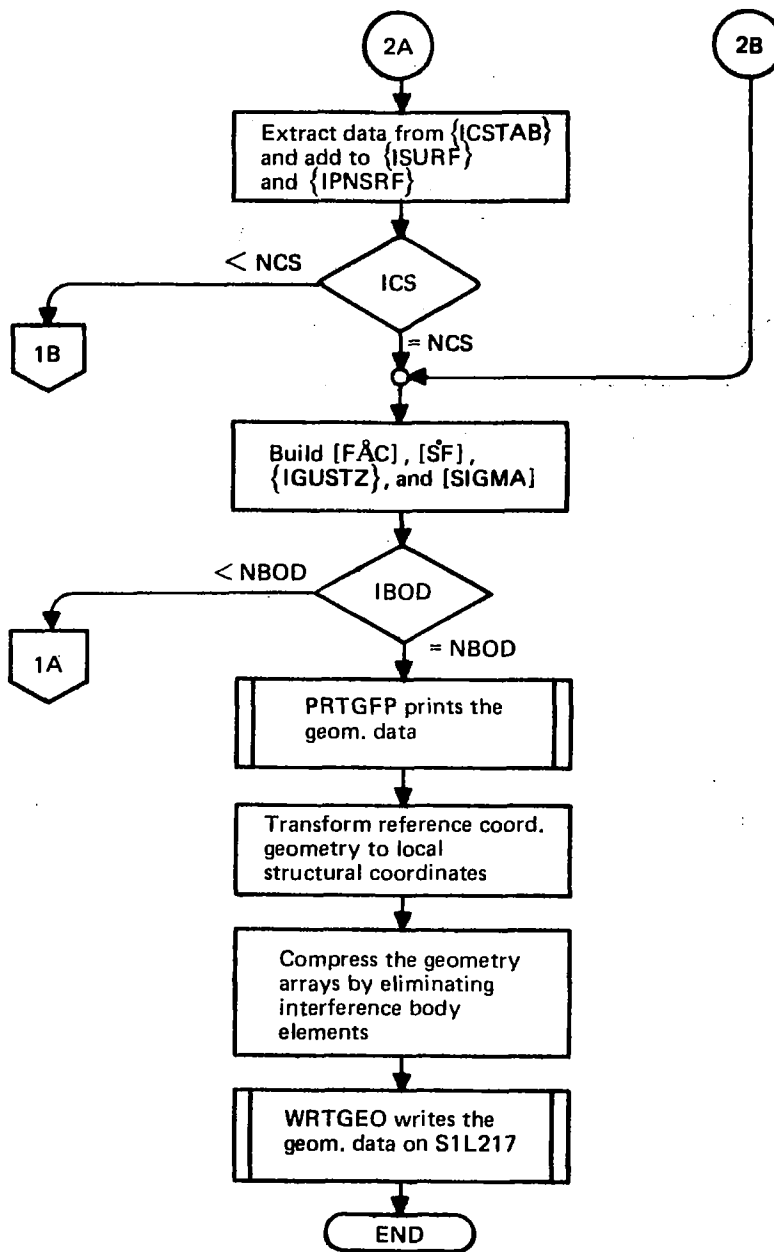 2A
2B
Extract data from {ICSTAB}
and add to {ISURF}
and {IPNSRF}
< NCS
ICS
1B
= NCS
Build [FÅC], [SF],
{IGUSTZ}, and [SIGMA]
< NBOD
IBOD
1A
= NBOD
PRTGFP prints the
geom. data
Transform reference coord.
geometry to local
structural coordinates
Compress the geometry
arrays by eliminating
interference body
elements
WRTGEO writes the
geom. data on S1L217
END